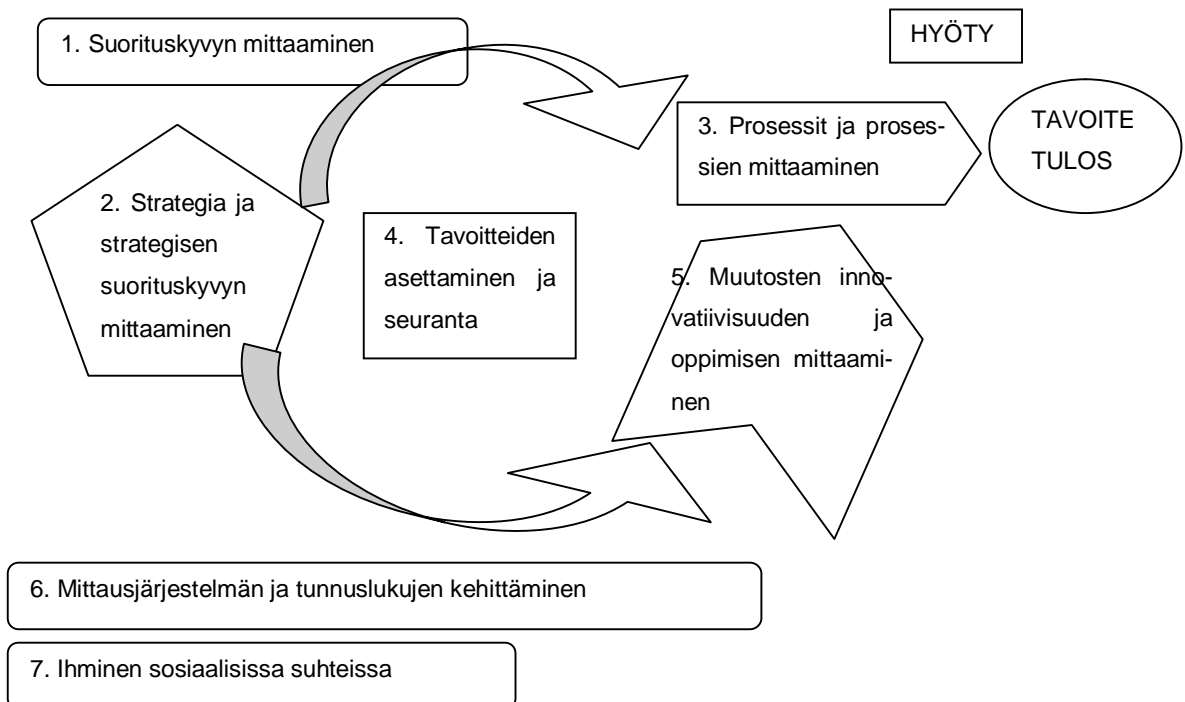 1. Suorituskyvyn mittaaminen
HYÖTY
2. Strategia ja
strategisen
suorituskyvyn
mittaaminen
3. Prosessit ja proses-
sien mittaaminen
TAVOITE
TULOS
4. Tavoitteiden
asettaminen ja
seuranta
5. Muutosten inno-
vatiivisuuden ja
oppimisen mittaami-
nen
6. Mittausjärjestelmän ja tunnuslukujen kehittäminen
7. Ihminen sosiaalisissa suhteissa